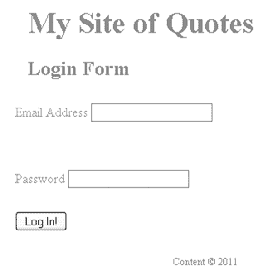 My Site of Quotes
Login Form
Email Address
Password
Log In!
Content © 2011